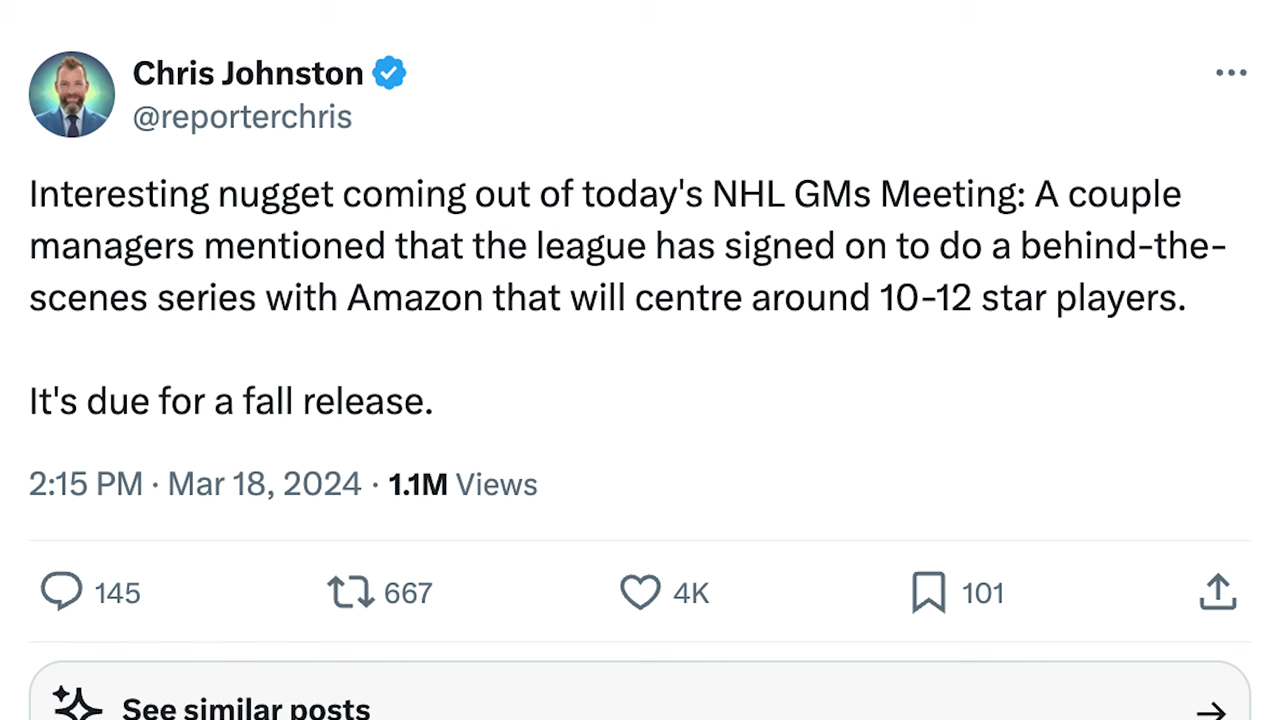 Chris Johnston
@reporterchris
Interesting nugget coming out of today's NHL GMs Meeting: A couple
managers mentioned that the league has signed on to do a behind-the-
scenes series with Amazon that will centre around 10-12 star players.
It's due for a fall release.
2:15 PM · Mar 18, 2024 · 1.1M Views
145 667 4K 101
See similar posts